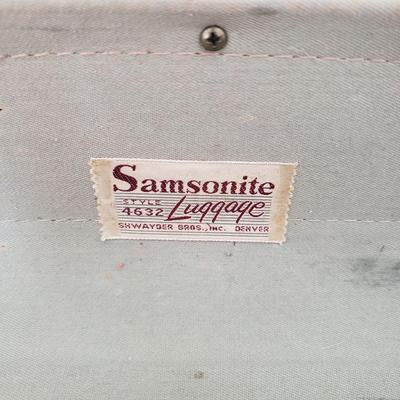 Samsonite
STYLE
4632 Luggage
SHWAYDER BROS., INC. DENVER